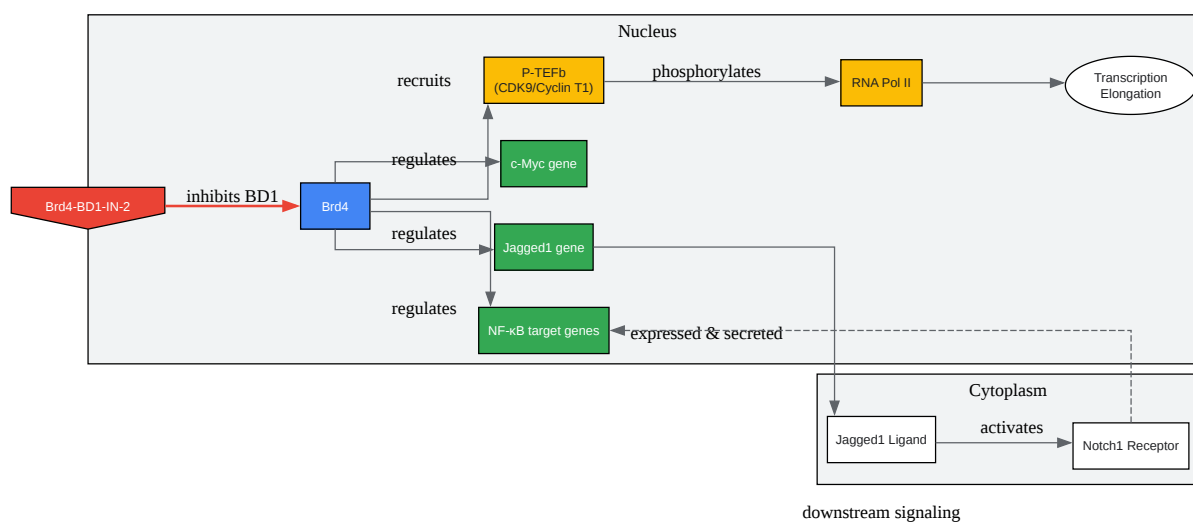 Nucleus
recruits
P-TEFb
(CDK9/Cyclin T1)
phosphorylates
RNA Pol II
Transcription
Elongation
regulates
c-Myc gene
Brd4-BD1-IN-2
inhibits BD1
Brd4
regulates
Jagged1 gene
regulates
NF-κB target genes
expressed & secreted
Cytoplasm
Jagged1 Ligand
activates
Notch1 Receptor
downstream signaling